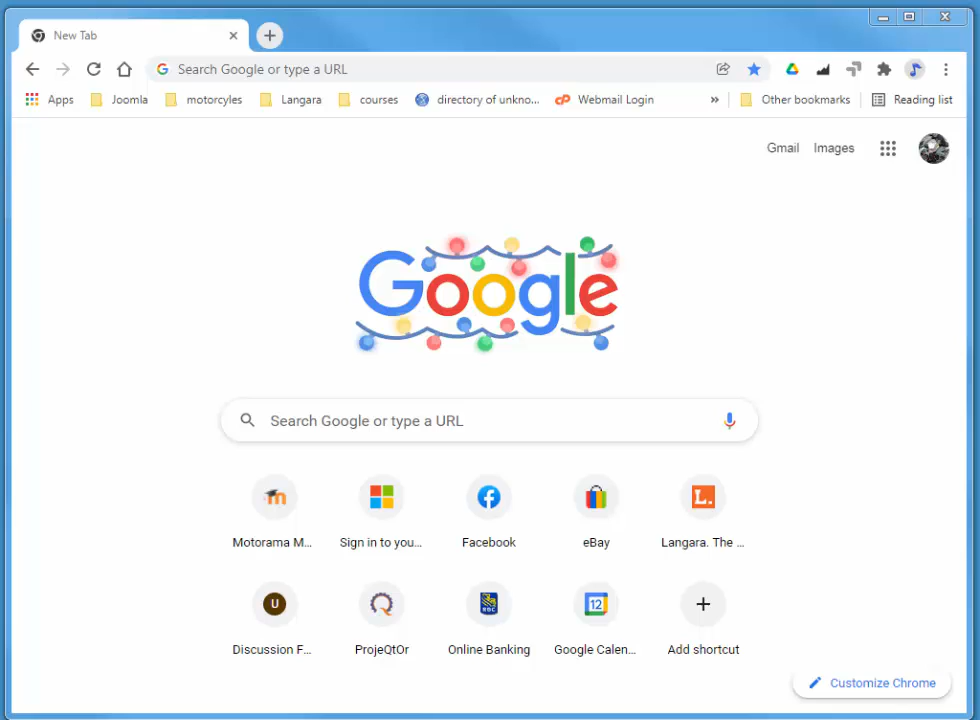 New Tab
Search Google or type a URL
Apps Joomla motorcyles Langara courses directory of unkno... Webmail Login » Other bookmarks Reading list
Gmail Images
Google
Search Google or type a URL
Motorama M... Sign in to you... Facebook eBay Langara. The ...
Discussion F... ProjeQtOr Online Banking Google Calen... Add shortcut
L.
U
RBC
12
Customize Chrome